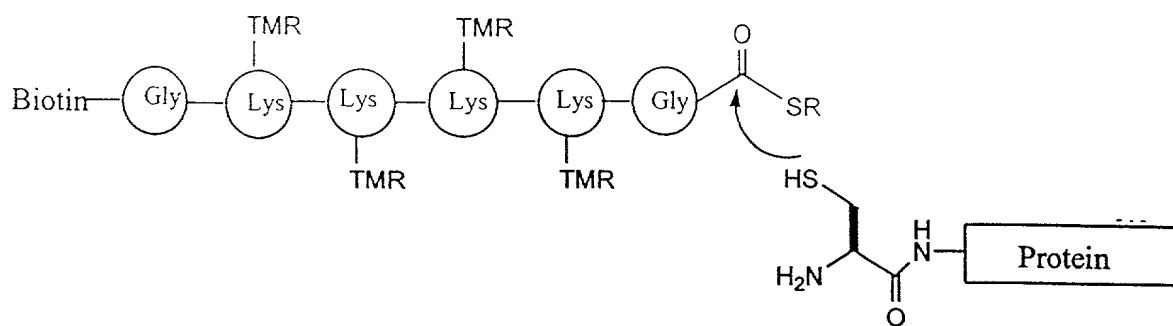 TMR TMR
O
Biotin Gly Lys Lys Lys Lys Gly SR
TMR TMR
HS
H
N
H2N
O
Protein